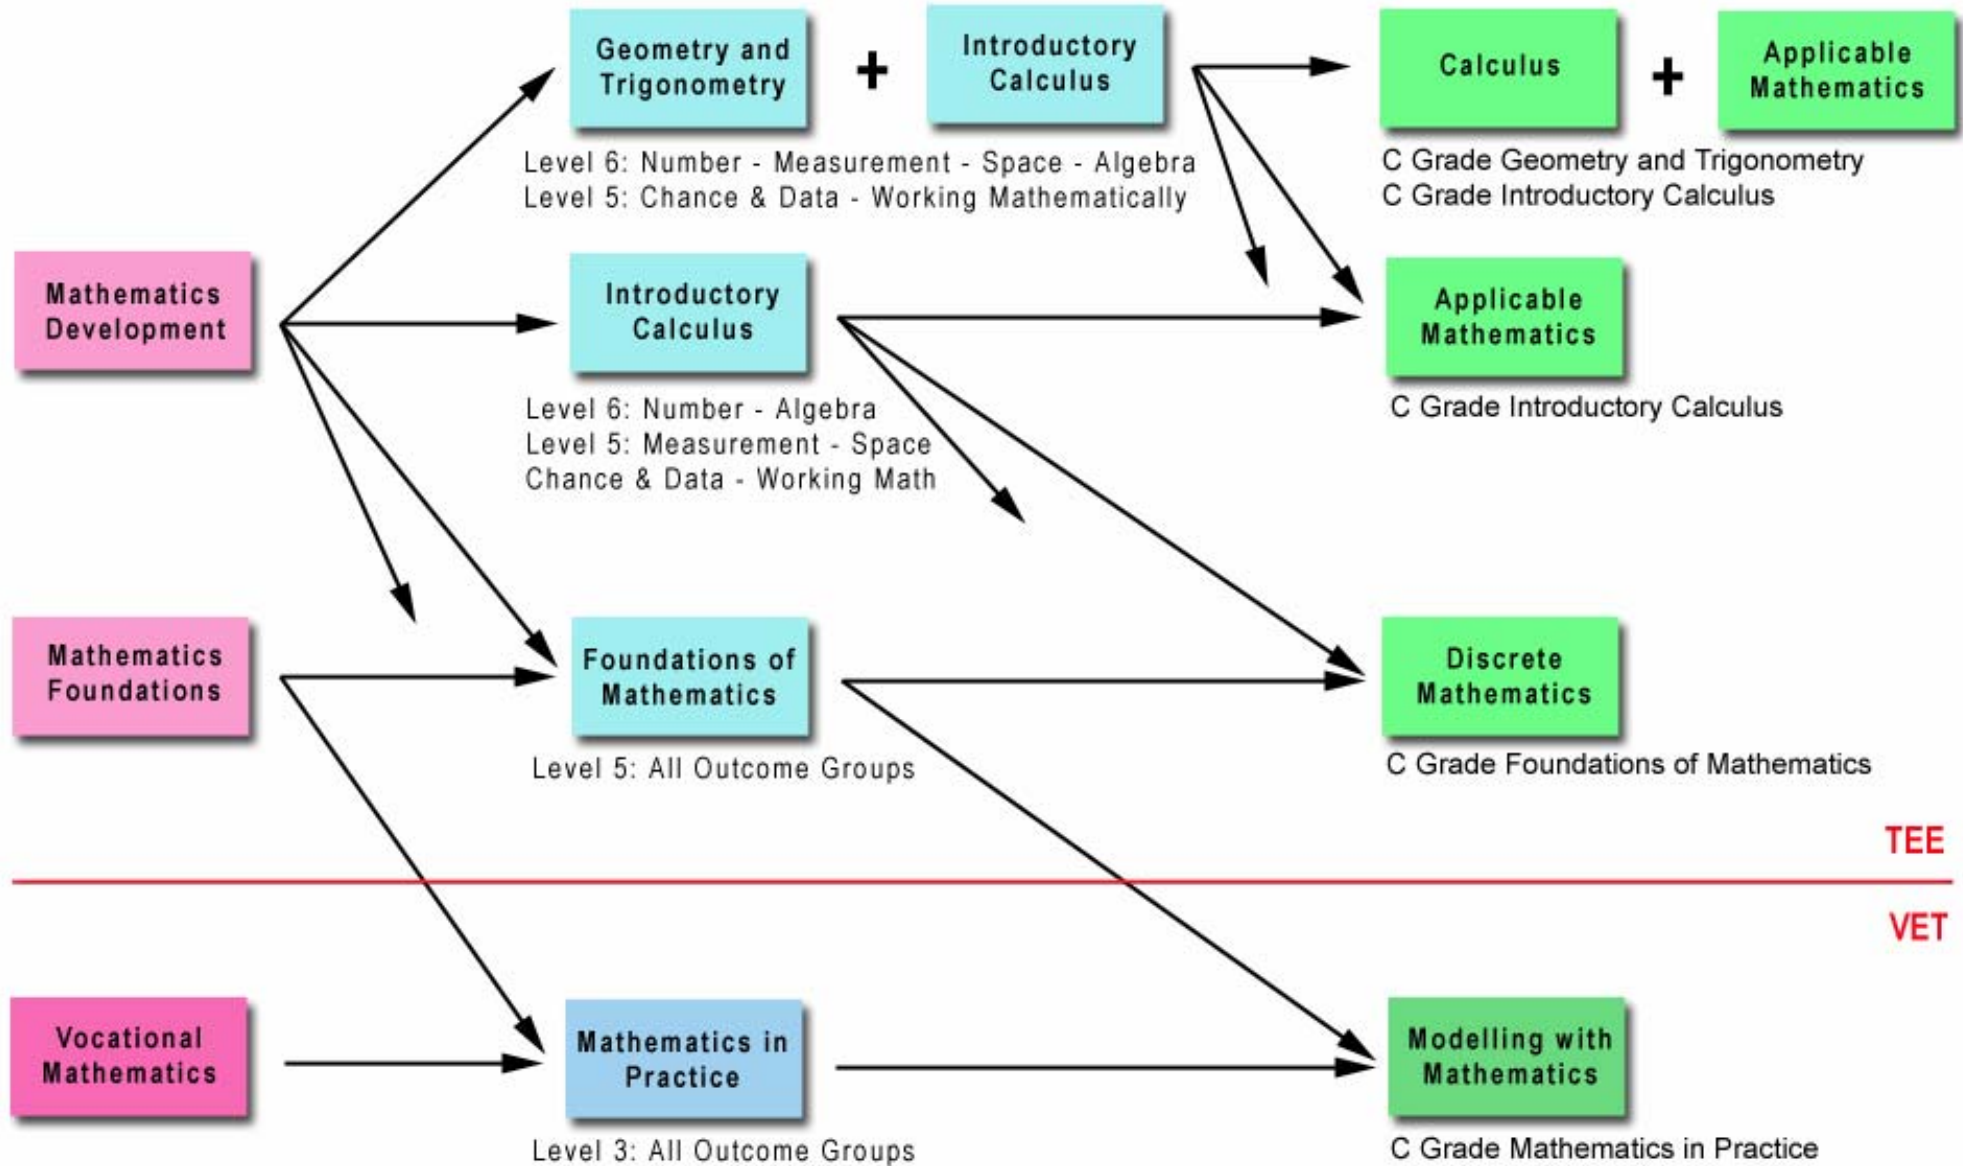 Geometry and
Trigonometry
+
Introductory
Calculus
Calculus
+
Applicable
Mathematics
Level 6: Number - Measurement - Space - Algebra
Level 5: Chance & Data - Working Mathematically
C Grade Geometry and Trigonometry
C Grade Introductory Calculus
Mathematics
Development
Introductory
Calculus
Applicable
Mathematics
Level 6: Number - Algebra
Level 5: Measurement - Space
Chance & Data - Working Math
C Grade Introductory Calculus
Mathematics
Foundations
Foundations of
Mathematics
Discrete
Mathematics
Level 5: All Outcome Groups
C Grade Foundations of Mathematics
TEE
VET
Vocational
Mathematics
Mathematics in
Practice
Modelling with
Mathematics
Level 3: All Outcome Groups
C Grade Mathematics in Practice